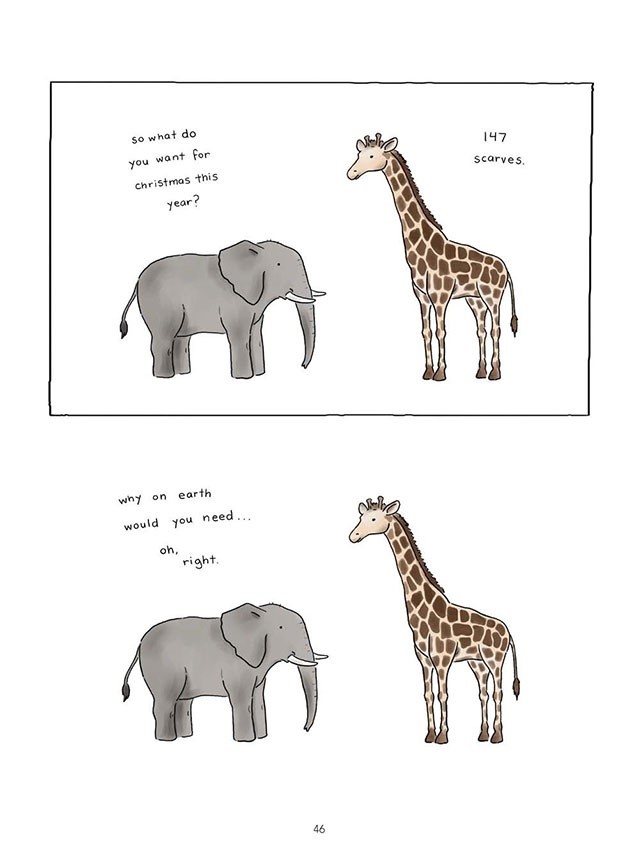 so what do
you want for
christmas this
year?
147
scarves.
why on earth
would you need...
oh,
right.
46